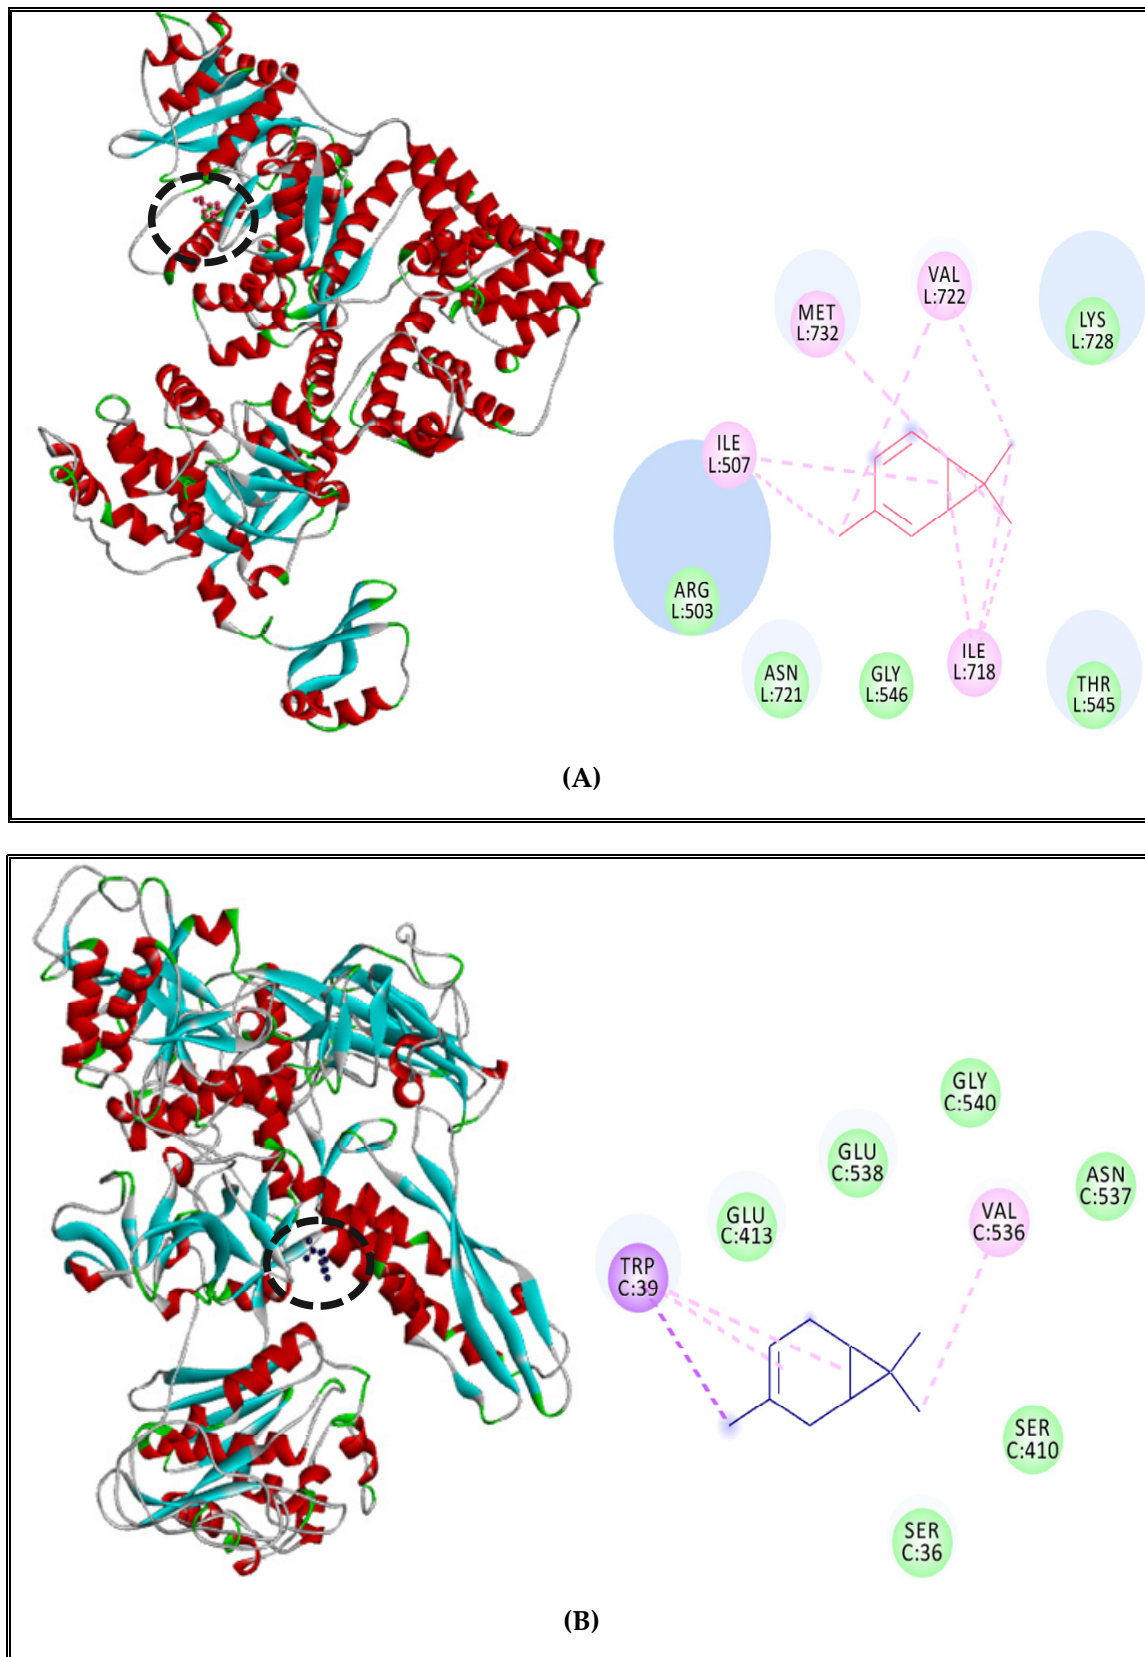 VAL
L:722
MET
L:732
LYS
L:728
ILE
L:507
ARG
L:503
ASN
L:721
GLY
L:546
ILE
L:718
THR
L:545
(A)
GLY
C:540
GLU
C:538
ASN
C:537
GLU
C:413
VAL
C:536
TRP
C:39
SER
C:410
SER
C:36
(B)